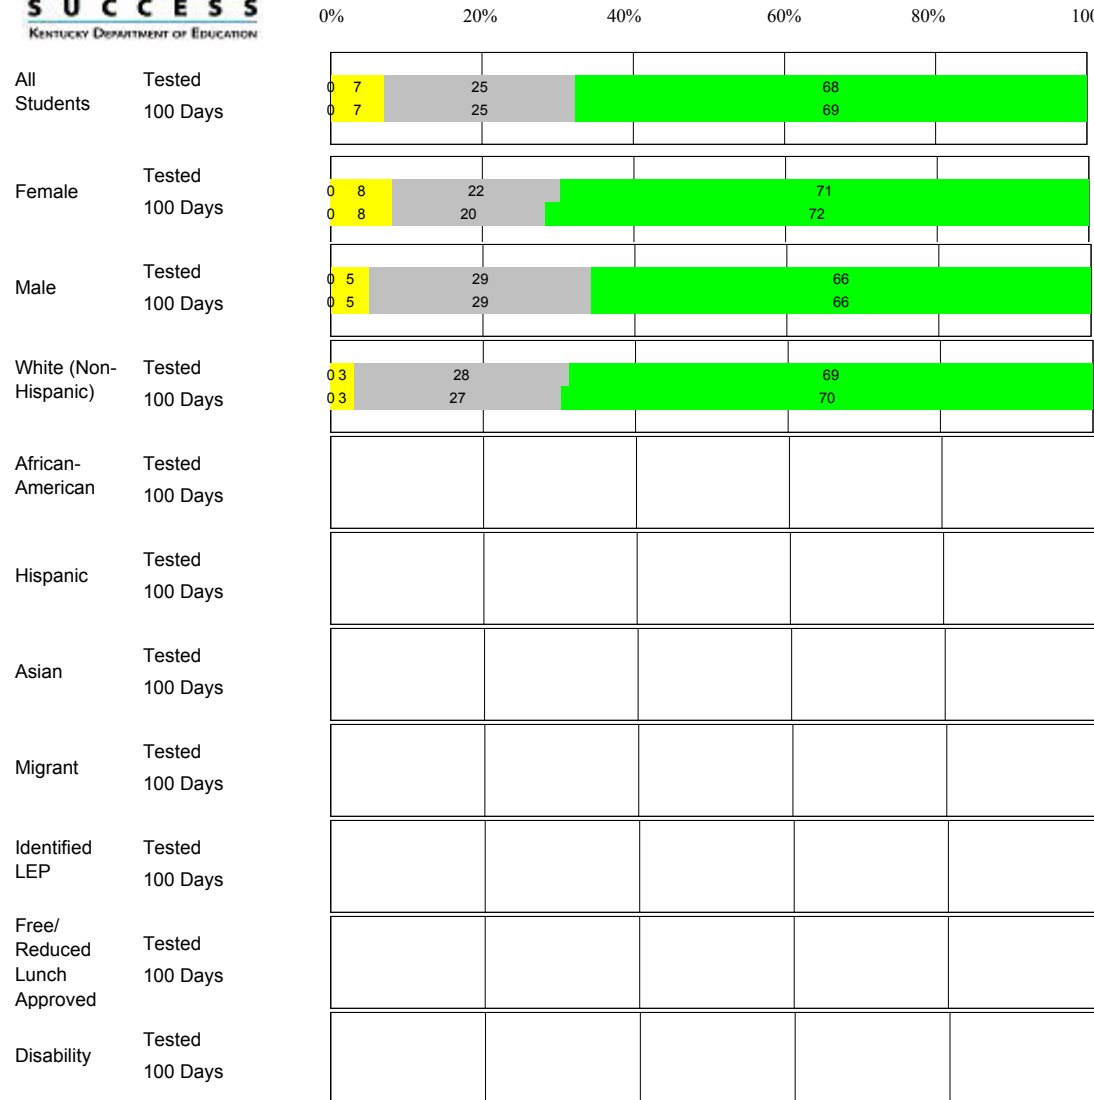 SUCCESS
KENTUCKY DEPARTMENT OF EDUCATION
0% 20% 40% 60% 80% 100
All Students
Tested 0 7 25 68
100 Days 0 7 25 69
Female
Tested 0 8 22 71
100 Days 0 8 20 72
Male
Tested 0 5 29 66
100 Days 0 5 29 66
White (Non-
Hispanic)
Tested 0 3 28 69
100 Days 0 3 27 70
African-
American
Tested
100 Days
Hispanic
Tested
100 Days
Asian
Tested
100 Days
Migrant
Tested
100 Days
Identified
LEP
Tested
100 Days
Free/
Reduced
Lunch
Approved
Tested
100 Days
Disability
Tested
100 Days